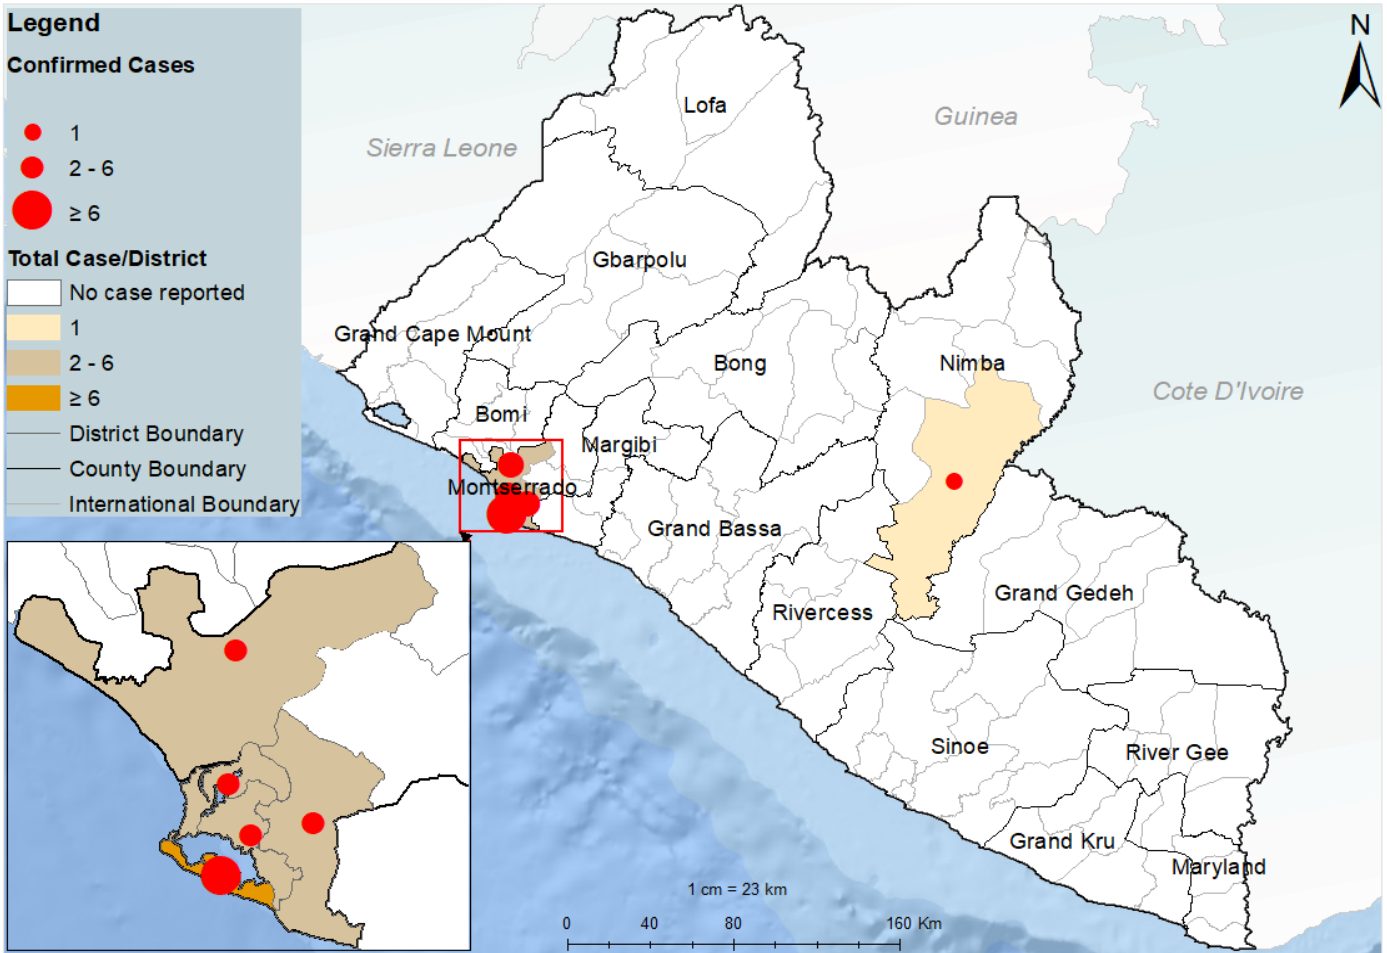 Legend
Confirmed Cases
1
2 - 6
≥ 6
Total Case/District
No case reported
1
2 - 6
≥ 6
District Boundary
County Boundary
International Boundary
N
Lofa
Guinea
Sierra Leone
Gbarpolu
Grand Cape Mount
Bong
Nimba
Cote D'Ivoire
Bomi
Margibi
Montserrado
Grand Bassa
Grand Gedeh
Rivercess
Sinoe
River Gee
Grand Kru
Maryland
1 cm = 23 km
0 40 80 160 Km